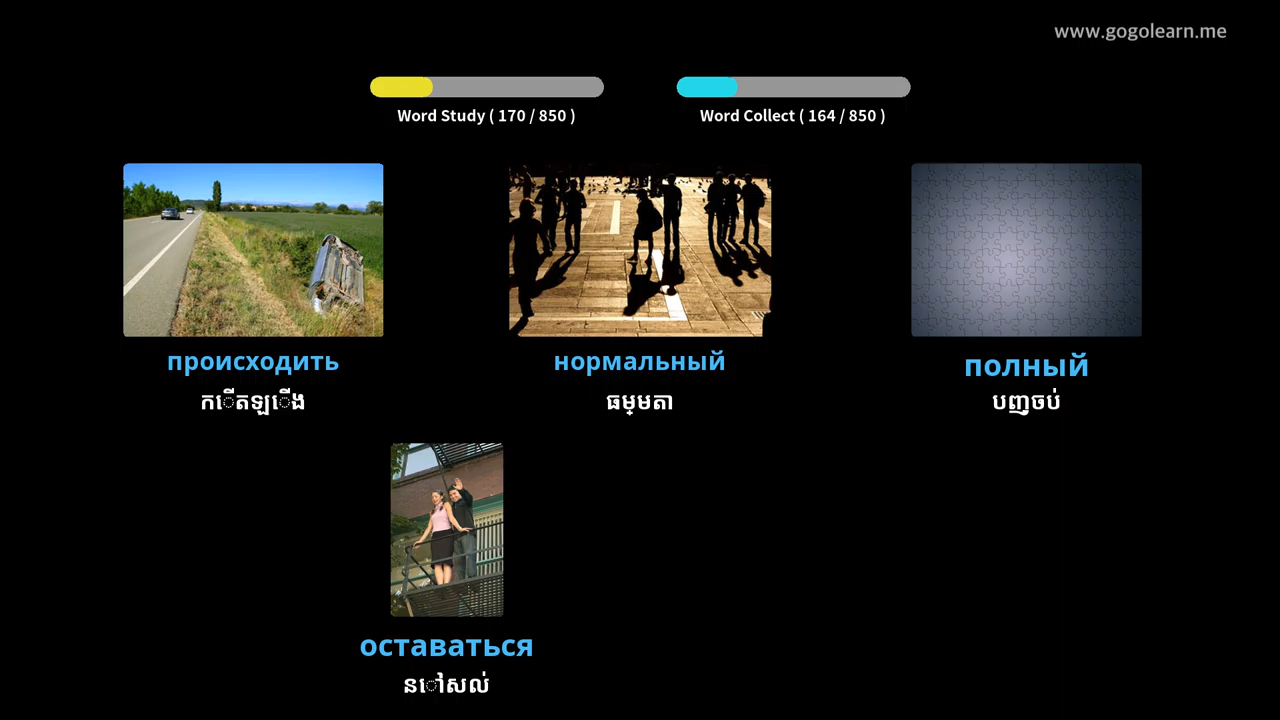 www.gogolearn.me
Word Study ( 170 / 850 )
Word Collect ( 164 / 850 )
происходить
нормальный
полный
កើតឡើង
ធម្មតា
បញ្ចប់
оставаться
នៅសល់